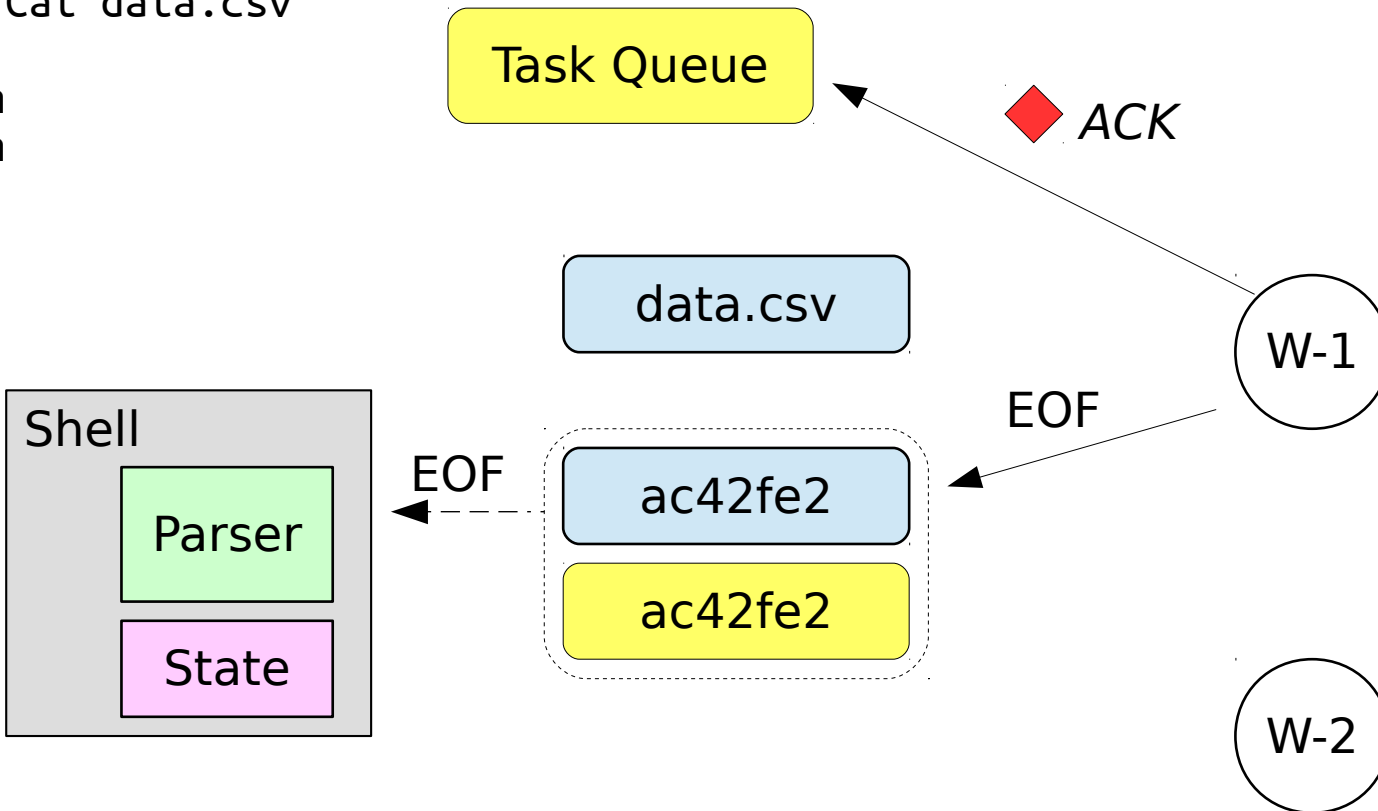 Cat data.csv
Task Queue
ACK
data.csv
W-1
EOF
Shell
EOF
ac42fe2
Parser
ac42fe2
State
W-2